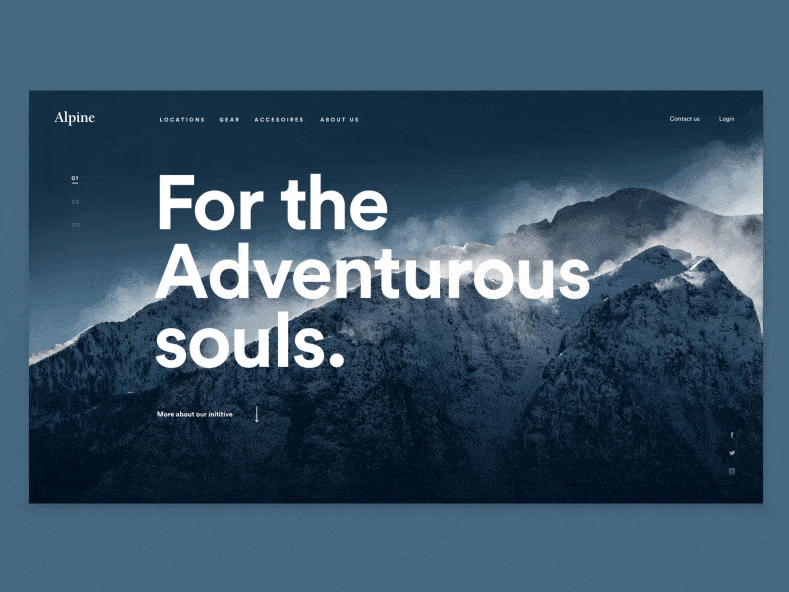 Alpine
LOCATIONS GEAR ACCESOIRES ABOUT US
Contact us Login
01
02
For the
Adventurous
souls.
More about our inititive